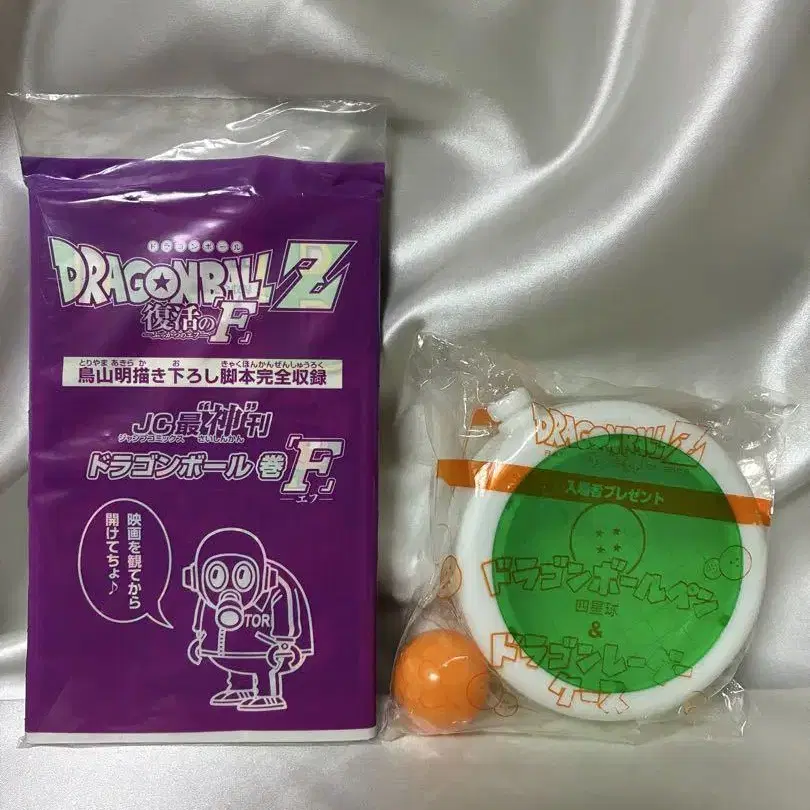 ドラゴンボール
DRAGONBALL Z
復活の「F」
とりやま あきら か お きゃくほんかんぜんしゅうろく
鳥山明描き下ろし脚本完全収録
JC最“神”刊
ジャンプコミックス さいしんかん
ドラゴンボール 巻「F」
エフ
映画を観てから
開けてちょ♪
TOR
DRAGONBALL Z
入場者プレゼント
ドラゴンボールペン
四星球
&
ドラゴンレーダー
ケース